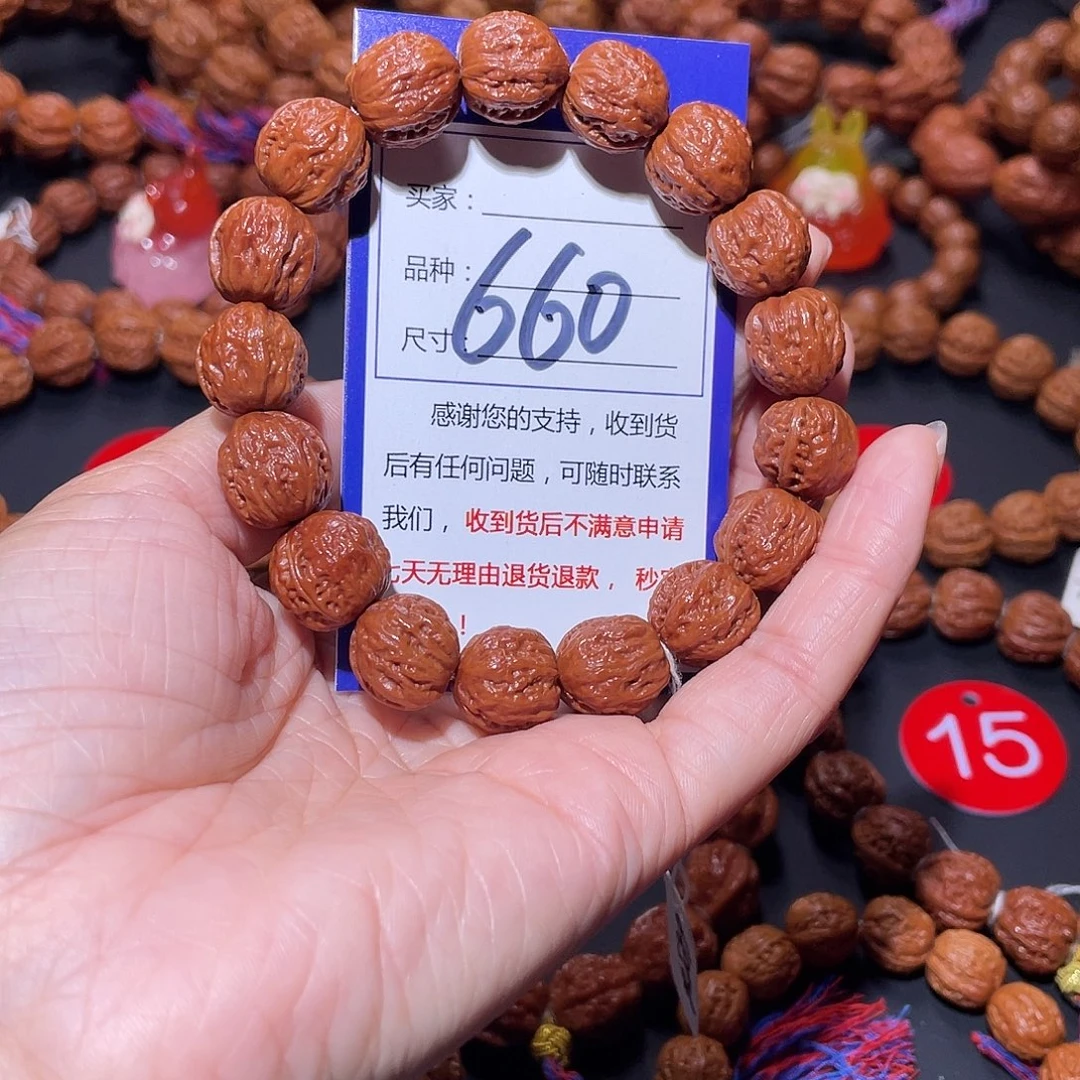 买家：
品种：
660
尺寸
感谢您的支持，收到货
后有任何问题，可随时联系
我们，收到货后不满意申请
七天无理由退货退款，秒
！
15